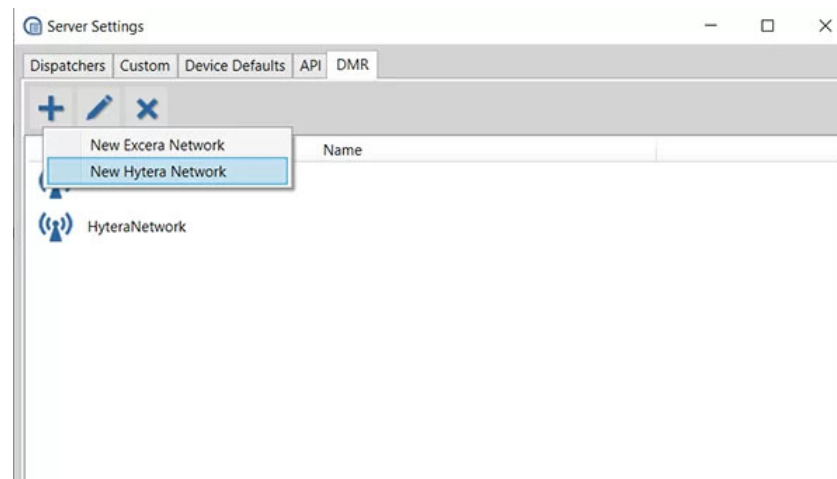 Server Settings
Dispatchers Custom Device Defaults API DMR
New Excera Network
New Hytera Network
Name
HyteraNetwork